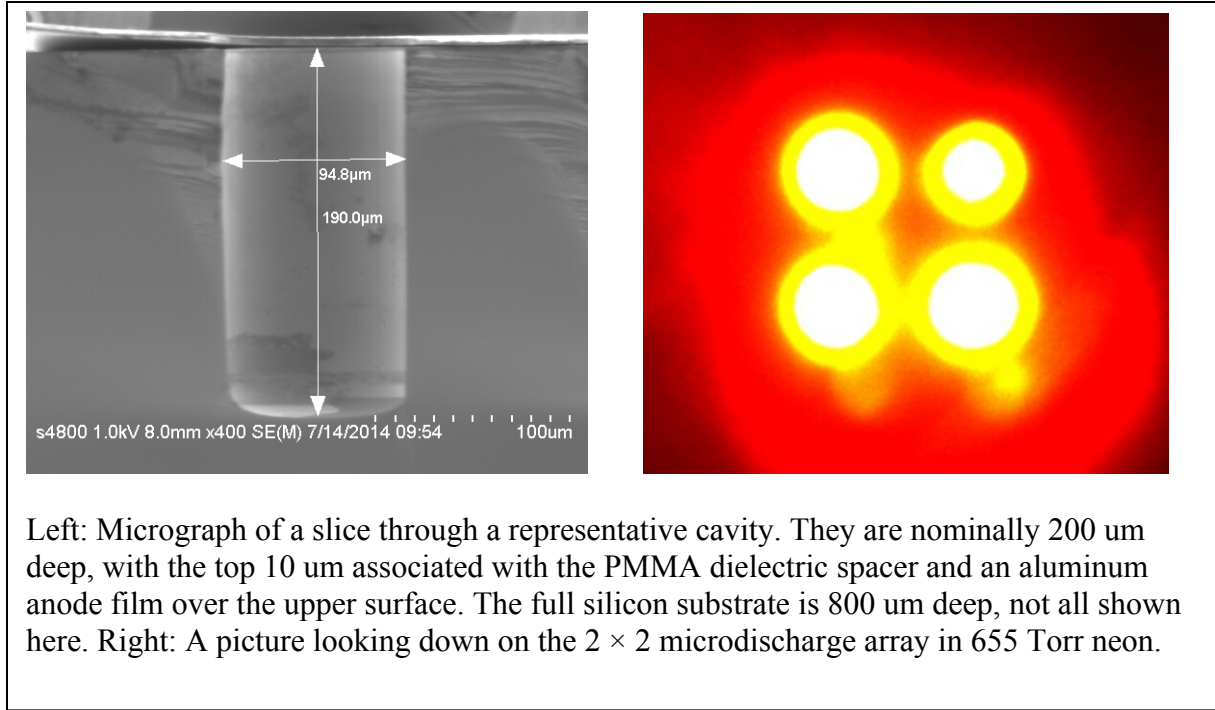 94.8µm
190.0µm
s4800 1.0kV 8.0mm x400 SE(M) 7/14/2014 09:54 100um
Left: Micrograph of a slice through a representative cavity. They are nominally 200 um
deep, with the top 10 um associated with the PMMA dielectric spacer and an aluminum
anode film over the upper surface. The full silicon substrate is 800 um deep, not all shown
here. Right: A picture looking down on the 2 × 2 microdischarge array in 655 Torr neon.